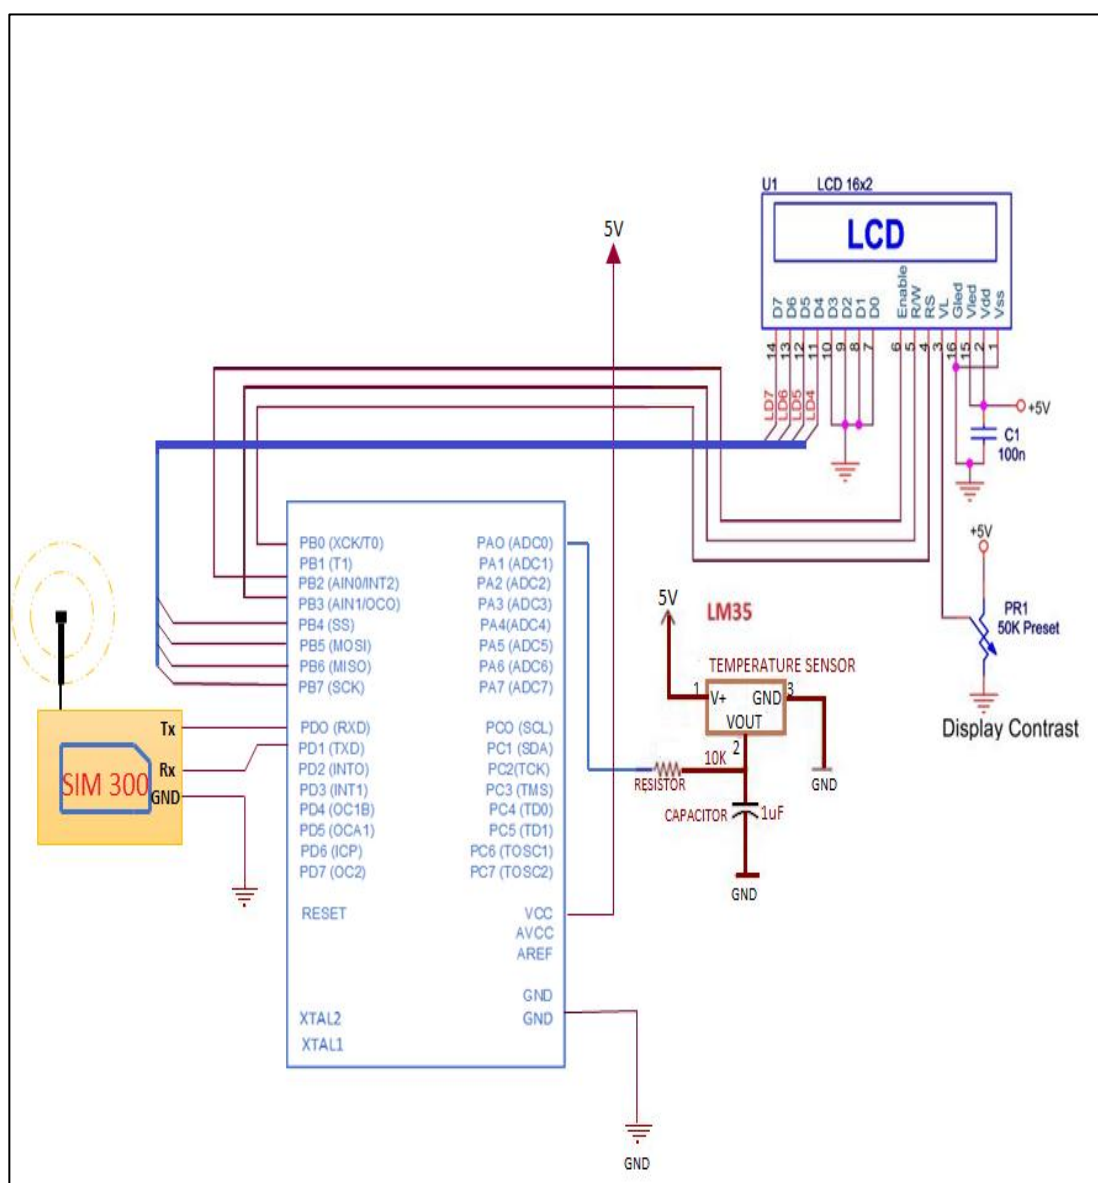 U1 LCD 16x2
LCD
D7
D6
D5
D4
D3
D2
D1
D0
Enable
R/W
RS
VL
Gled
Vled
Vdd
Vss
14
13
12
11
10
9
8
7
6
5
4
3
16
15
2
1
LD7
LD6
LD5
LD4
+5V
C1
100n
5V
+5V
PR1
50K Preset
Display Contrast
PB0 (XCK/T0)
PB1 (T1)
PB2 (AIN0/INT2)
PB3 (AIN1/OCO)
PB4 (SS)
PB5 (MOSI)
PB6 (MISO)
PB7 (SCK)
PD0 (RXD)
PD1 (TXD)
PD2 (INTO)
PD3 (INT1)
PD4 (OC1B)
PD5 (OCA1)
PD6 (ICP)
PD7 (OC2)
RESET
XTAL2
XTAL1
PAO (ADC0)
PA1 (ADC1)
PA2 (ADC2)
PA3 (ADC3)
PA4(ADC4)
PA5 (ADC5)
PA6 (ADC6)
PA7 (ADC7)
PCO (SCL)
PC1 (SDA)
PC2(TCK)
PC3 (TMS)
PC4 (TD0)
PC5 (TD1)
PC6 (TOSC1)
PC7 (TOSC2)
VCC
AVCC
AREF
GND
GND
GND
Tx
Rx
GND
SIM 300
5V
LM35
TEMPERATURE SENSOR
1 V+ GND 3
VOUT
2
10K
RESISTOR
CAPACITOR 1uF
GND
GND